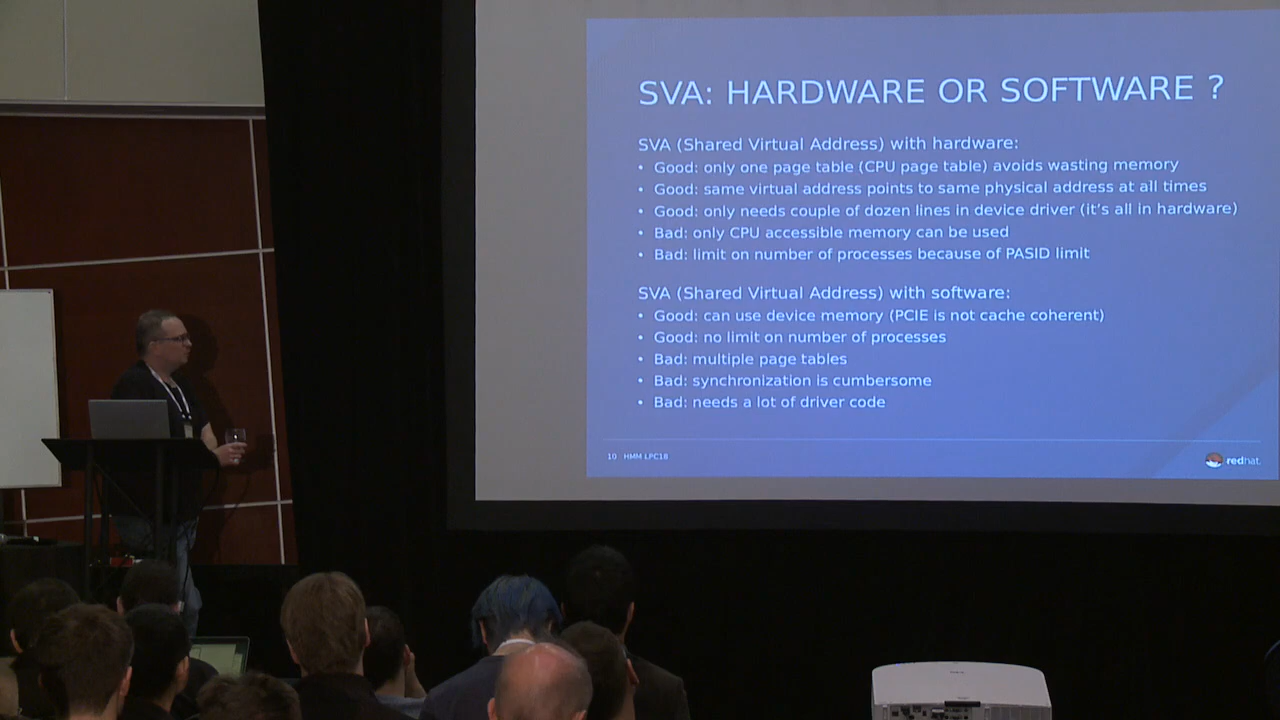 SVA: HARDWARE OR SOFTWARE ?
SVA (Shared Virtual Address) with hardware:
• Good: only one page table (CPU page table) avoids wasting memory
• Good: same virtual address points to same physical address at all times
• Good: only needs couple of dozen lines in device driver (it's all in hardware)
• Bad: only CPU accessible memory can be used
• Bad: limit on number of processes because of PASID limit
SVA (Shared Virtual Address) with software:
• Good: can use device memory (PCIE is not cache coherent)
• Good: no limit on number of processes
• Bad: multiple page tables
• Bad: synchronization is cumbersome
• Bad: needs a lot of driver code
10 HMM LPC18
redhat.